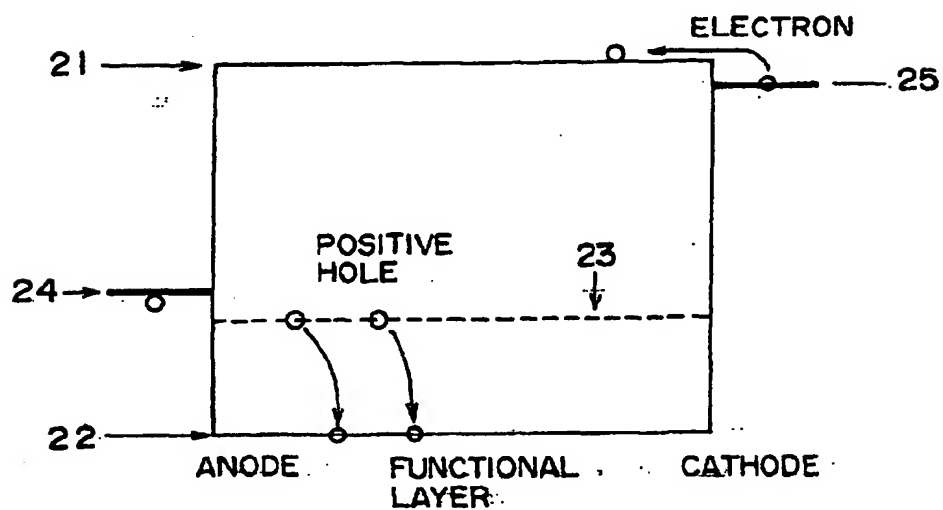 ELECTRON
21
25
POSITIVE
HOLE
23
24
22
ANODE
FUNCTIONAL
LAYER
CATHODE